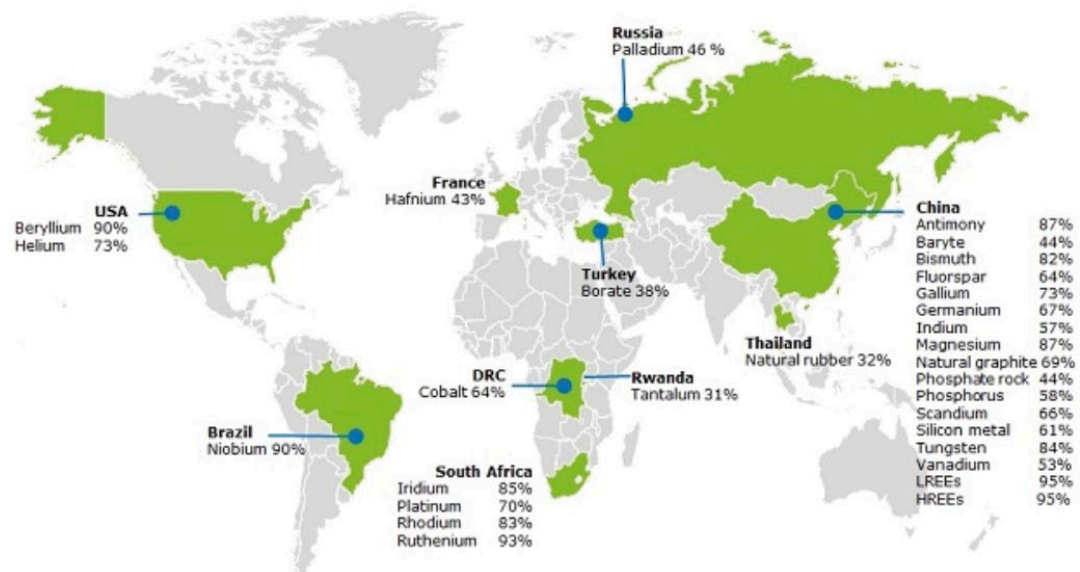 Russia
Palladium 46 %
France
Hafnium 43%
USA
Beryllium 90%
Helium 73%
Turkey
Borate 38%
China
Antimony 87%
Baryte 44%
Bismuth 82%
Fluorspar 64%
Gallium 73%
Germanium 67%
Indium 57%
Magnesium 87%
Natural graphite 69%
Phosphate rock 44%
Phosphorus 58%
Scandium 66%
Silicon metal 61%
Tungsten 84%
Vanadium 53%
LREEs 95%
HREEs 95%
Thailand
Natural rubber 32%
DRC
Cobalt 64%
Rwanda
Tantalum 31%
Brazil
Niobium 90%
South Africa
Iridium 85%
Platinum 70%
Rhodium 83%
Ruthenium 93%